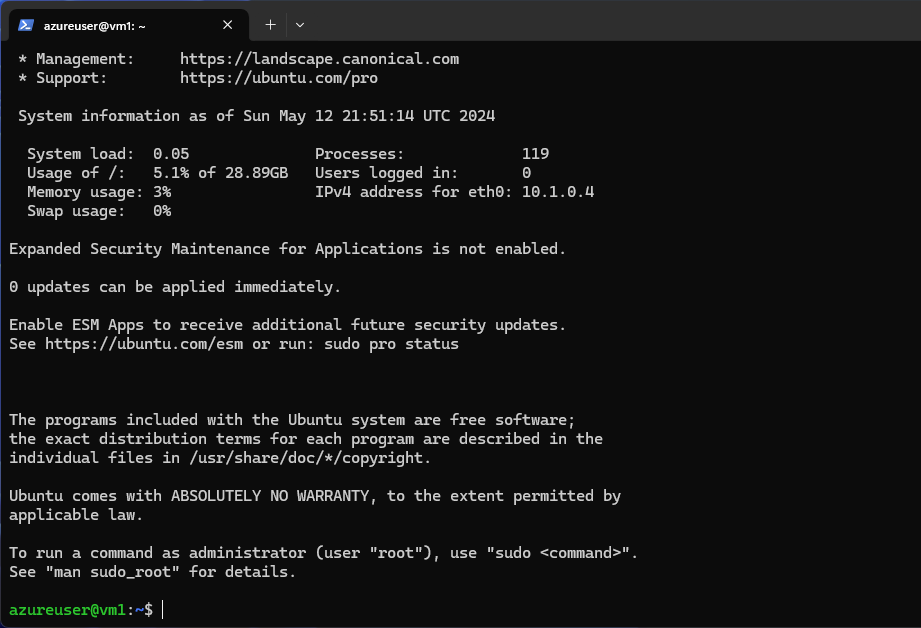 azureuser@vm1: ~
* Management:     https://landscape.canonical.com
* Support:        https://ubuntu.com/pro
System information as of Sun May 12 21:51:14 UTC 2024
System load:  0.05              Processes:             119
Usage of /:   5.1% of 28.89GB   Users logged in:       0
Memory usage: 3%                IPv4 address for eth0: 10.1.0.4
Swap usage:   0%
Expanded Security Maintenance for Applications is not enabled.
0 updates can be applied immediately.
Enable ESM Apps to receive additional future security updates.
See https://ubuntu.com/esm or run: sudo pro status
The programs included with the Ubuntu system are free software;
the exact distribution terms for each program are described in the
individual files in /usr/share/doc/*/copyright.
Ubuntu comes with ABSOLUTELY NO WARRANTY, to the extent permitted by
applicable law.
To run a command as administrator (user "root"), use "sudo <command>".
See "man sudo_root" for details.
azureuser@vm1:~$